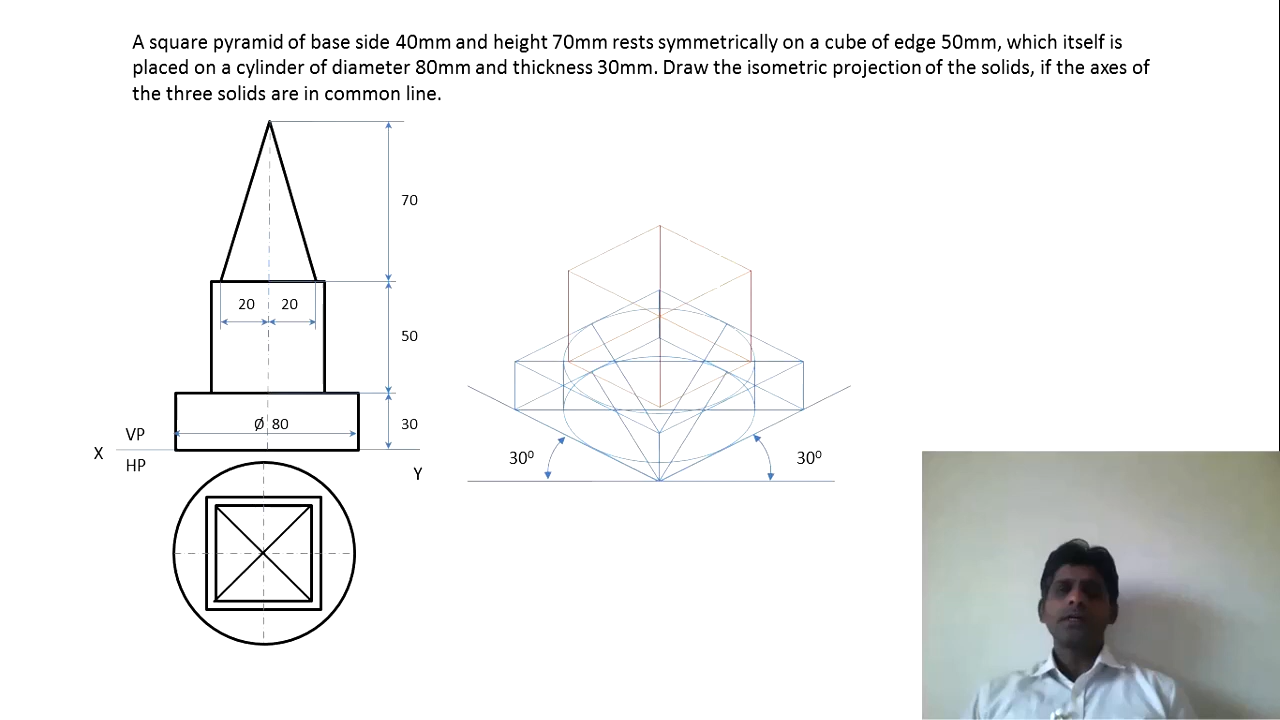 A square pyramid of base side 40mm and height 70mm rests symmetrically on a cube of edge 50mm, which itself is
placed on a cylinder of diameter 80mm and thickness 30mm. Draw the isometric projection of the solids, if the axes of
the three solids are in common line.
70
20 20
50
Ø 80
30
VP
X
HP
Y
30⁰
30⁰